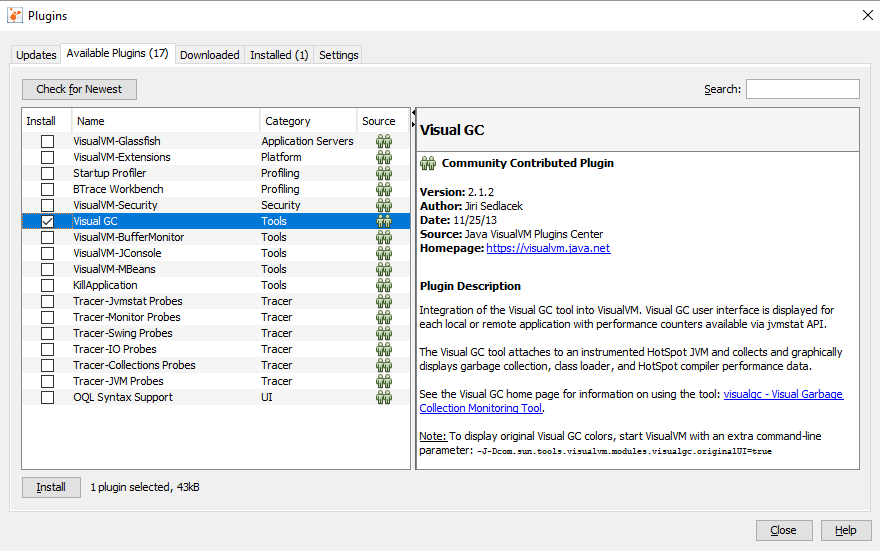 Plugins
Updates Available Plugins (17) Downloaded Installed (1) Settings
Check for Newest Search:
Install Name Category Source
VisualVM-Glassfish Application Servers
VisualVM-Extensions Platform
Startup Profiler Profiling
BTrace Workbench Profiling
VisualVM-Security Security
Visual GC Tools
VisualVM-BufferMonitor Tools
VisualVM-JConsole Tools
VisualVM-MBeans Tools
KillApplication Tools
Tracer-Jvmstat Probes Tracer
Tracer-Monitor Probes Tracer
Tracer-Swing Probes Tracer
Tracer-IO Probes Tracer
Tracer-Collections Probes Tracer
Tracer-JVM Probes Tracer
OQL Syntax Support UI
Visual GC
Community Contributed Plugin
Version: 2.1.2
Author: Jiri Sedlacek
Date: 11/25/13
Source: Java VisualVM Plugins Center
Homepage: https://visualvm.java.net
Plugin Description
Integration of the Visual GC tool into VisualVM. Visual GC user interface is displayed for
each local or remote application with performance counters available via jvmstat API.
The Visual GC tool attaches to an instrumented HotSpot JVM and collects and graphically
displays garbage collection, class loader, and HotSpot compiler performance data.
See the Visual GC home page for information on using the tool: visualgc - Visual Garbage
Collection Monitoring Tool.
Note: To display original Visual GC colors, start VisualVM with an extra command-line
parameter: -J-Dcom.sun.tools.visualvm.modules.visualgc.originalUI=true
Install 1 plugin selected, 43kB
Close Help